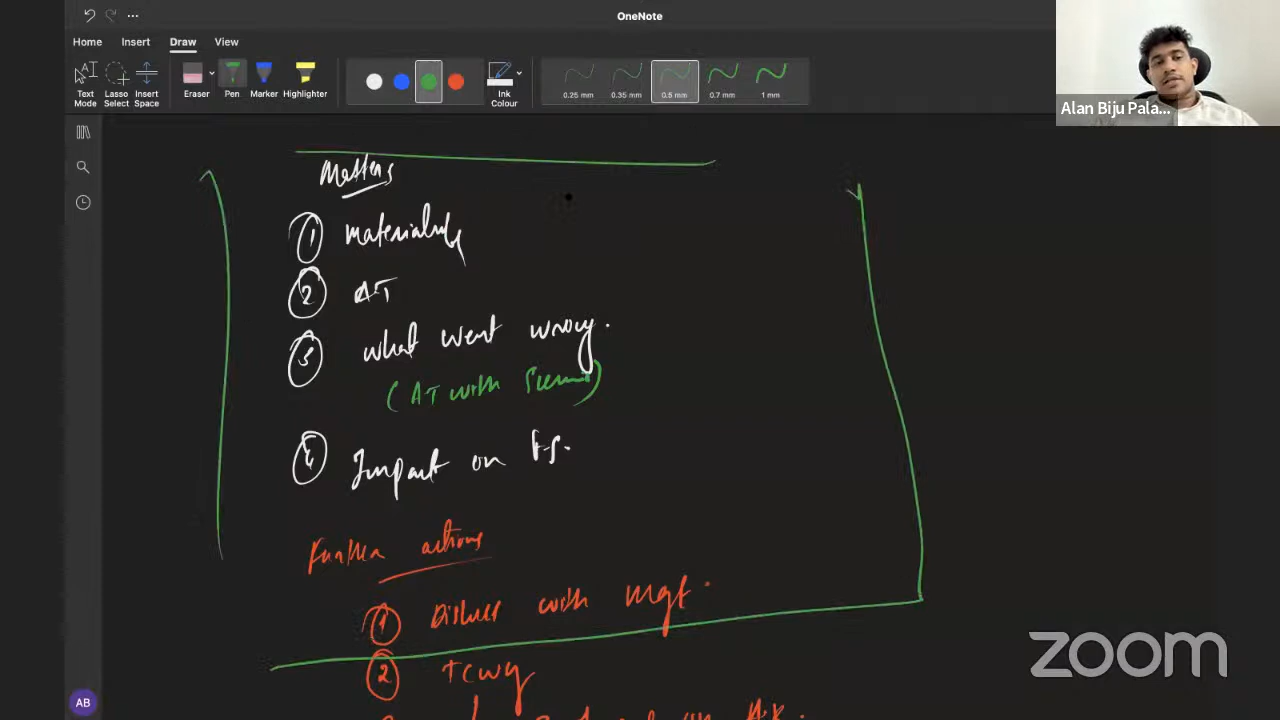 OneNote
Home Insert Draw View
Text Mode Lasso Select Insert Space Eraser Pen Marker Highlighter Ink Colour 0.25 mm 0.35 mm 0.5 mm 0.7 mm 1 mm
Alan Biju Pala...
Matters
① Materiality
② AT
③ What went wrong.
(AT with
④ Impact on FS.
Further actions
① Discuss with mgt.
② TCWG
on
AB
zoom